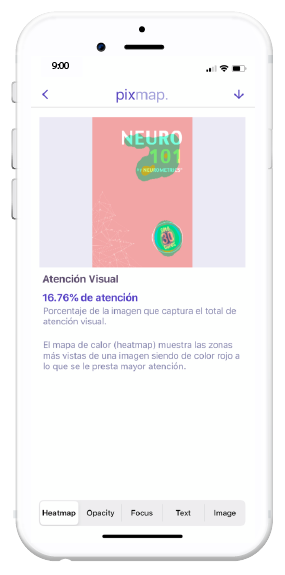 9:00
pixmap.
NEURO
101
BY NEUROMETRICS
Atención Visual
16.76% de atención
Porcentaje de la imagen que captura el total de
atención visual.
El mapa de calor (heatmap) muestra las zonas
más vistas de una imagen siendo de color rojo a
lo que se le presta mayor atención.
Heatmap Opacity Focus Text Image